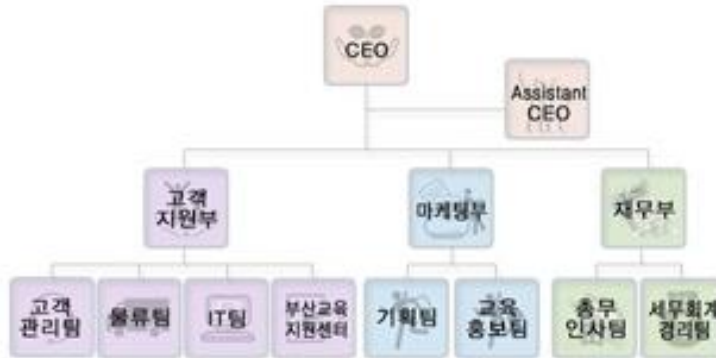 CEO
Assistant
CEO
고객
지원부
마케팅부
재무부
고객
관리팀
물류팀
IT팀
부산교육
지원센터
기획팀
교육
홍보팀
총무
인사팀
세무회계
경리팀